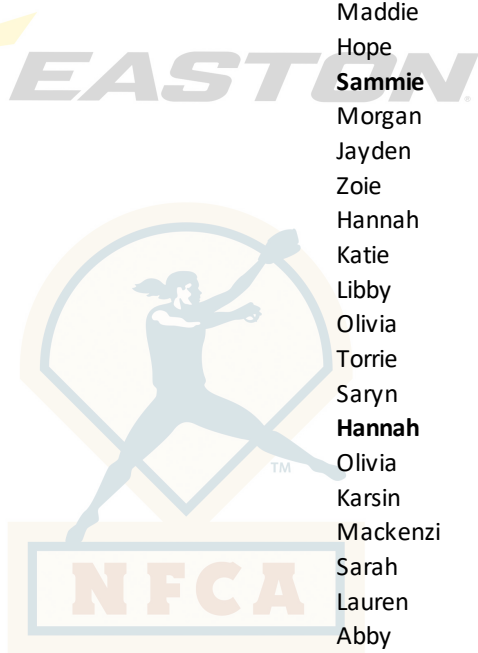 Maddie
Hope
EASTON
Sammie
Morgan
Jayden
Zoie
Hannah
Katie
Libby
Olivia
Torrie
Saryn
Hannah
Olivia
TM
Karsin
Mackenzi
Sarah
NFCA
Lauren
Abby